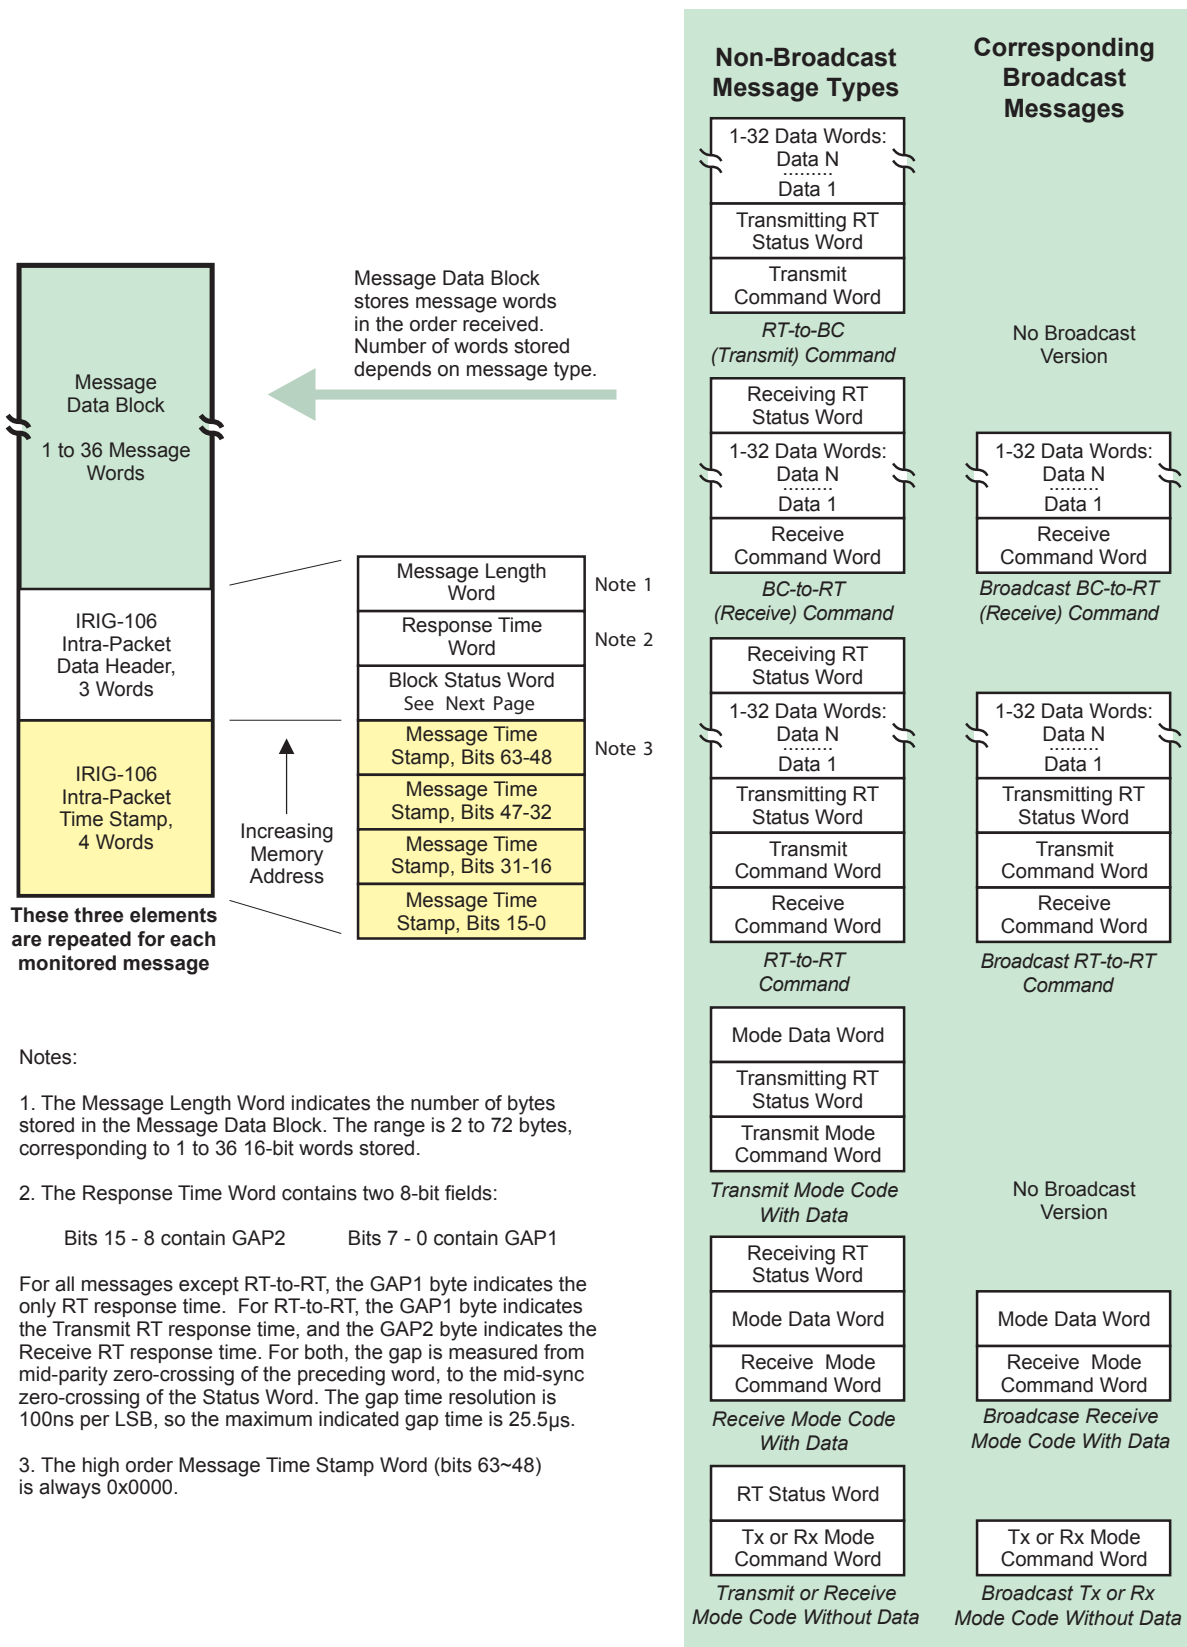 Non-Broadcast
Message Types
Corresponding
Broadcast
Messages
1-32 Data Words:
Data N
.........
Data 1
Transmitting RT
Status Word
Transmit
Command Word
RT-to-BC
(Transmit) Command
No Broadcast
Version
Receiving RT
Status Word
1-32 Data Words:
Data N
.........
Data 1
Receive
Command Word
BC-to-RT
(Receive) Command
1-32 Data Words:
Data N
.........
Data 1
Receive
Command Word
Broadcast BC-to-RT
(Receive) Command
Receiving RT
Status Word
1-32 Data Words:
Data N
.........
Data 1
Transmitting RT
Status Word
Transmit
Command Word
Receive
Command Word
RT-to-RT
Command
1-32 Data Words:
Data N
.........
Data 1
Transmitting RT
Status Word
Transmit
Command Word
Receive
Command Word
Broadcast RT-to-RT
Command
Mode Data Word
Transmitting RT
Status Word
Transmit Mode
Command Word
Transmit Mode Code
With Data
No Broadcast
Version
Receiving RT
Status Word
Mode Data Word
Receive Mode
Command Word
Receive Mode Code
With Data
Mode Data Word
Receive Mode
Command Word
Broadcase Receive
Mode Code With Data
RT Status Word
Tx or Rx Mode
Command Word
Transmit or Receive
Mode Code Without Data
Tx or Rx Mode
Command Word
Broadcast Tx or Rx
Mode Code Without Data
Message Data Block
stores message words
in the order received.
Number of words stored
depends on message type.
Message
Data Block
1 to 36 Message
Words
IRIG-106
Intra-Packet
Data Header,
3 Words
IRIG-106
Intra-Packet
Time Stamp,
4 Words
These three elements
are repeated for each
monitored message
Increasing
Memory
Address
Message Length
Word
Note 1
Response Time
Word
Note 2
Block Status Word
See Next Page
Message Time
Stamp, Bits 63-48
Note 3
Message Time
Stamp, Bits 47-32
Message Time
Stamp, Bits 31-16
Message Time
Stamp, Bits 15-0
Notes:
1. The Message Length Word indicates the number of bytes
stored in the Message Data Block. The range is 2 to 72 bytes,
corresponding to 1 to 36 16-bit words stored.
2. The Response Time Word contains two 8-bit fields:
Bits 15 - 8 contain GAP2 Bits 7 - 0 contain GAP1
For all messages except RT-to-RT, the GAP1 byte indicates the
only RT response time. For RT-to-RT, the GAP1 byte indicates
the Transmit RT response time, and the GAP2 byte indicates the
Receive RT response time. For both, the gap is measured from
mid-parity zero-crossing of the preceding word, to the mid-sync
zero-crossing of the Status Word. The gap time resolution is
100ns per LSB, so the maximum indicated gap time is 25.5µs.
3. The high order Message Time Stamp Word (bits 63~48)
is always 0x0000.